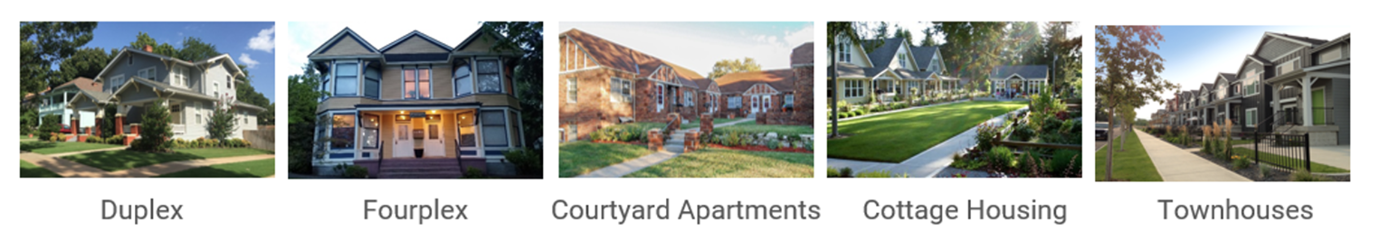 Duplex
Fourplex
Courtyard Apartments
Cottage Housing
Townhouses